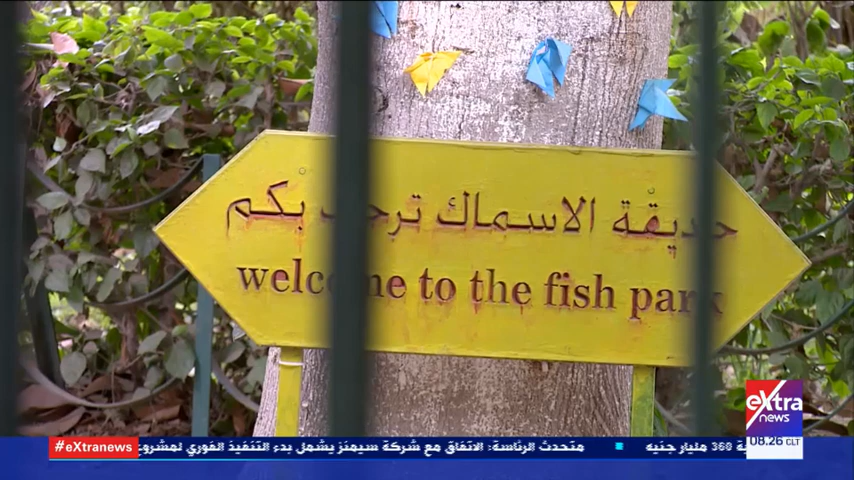 حديقة الاسماك ترحب بكم
welcome to the fish park
eXtra
news
08.26 CLT
#eXtranews
متحدث الرئاسة: الاتفاق مع شركة سيمنز يشمل بدء التنفيذ الفوري لمشروع
360 مليار جنيه